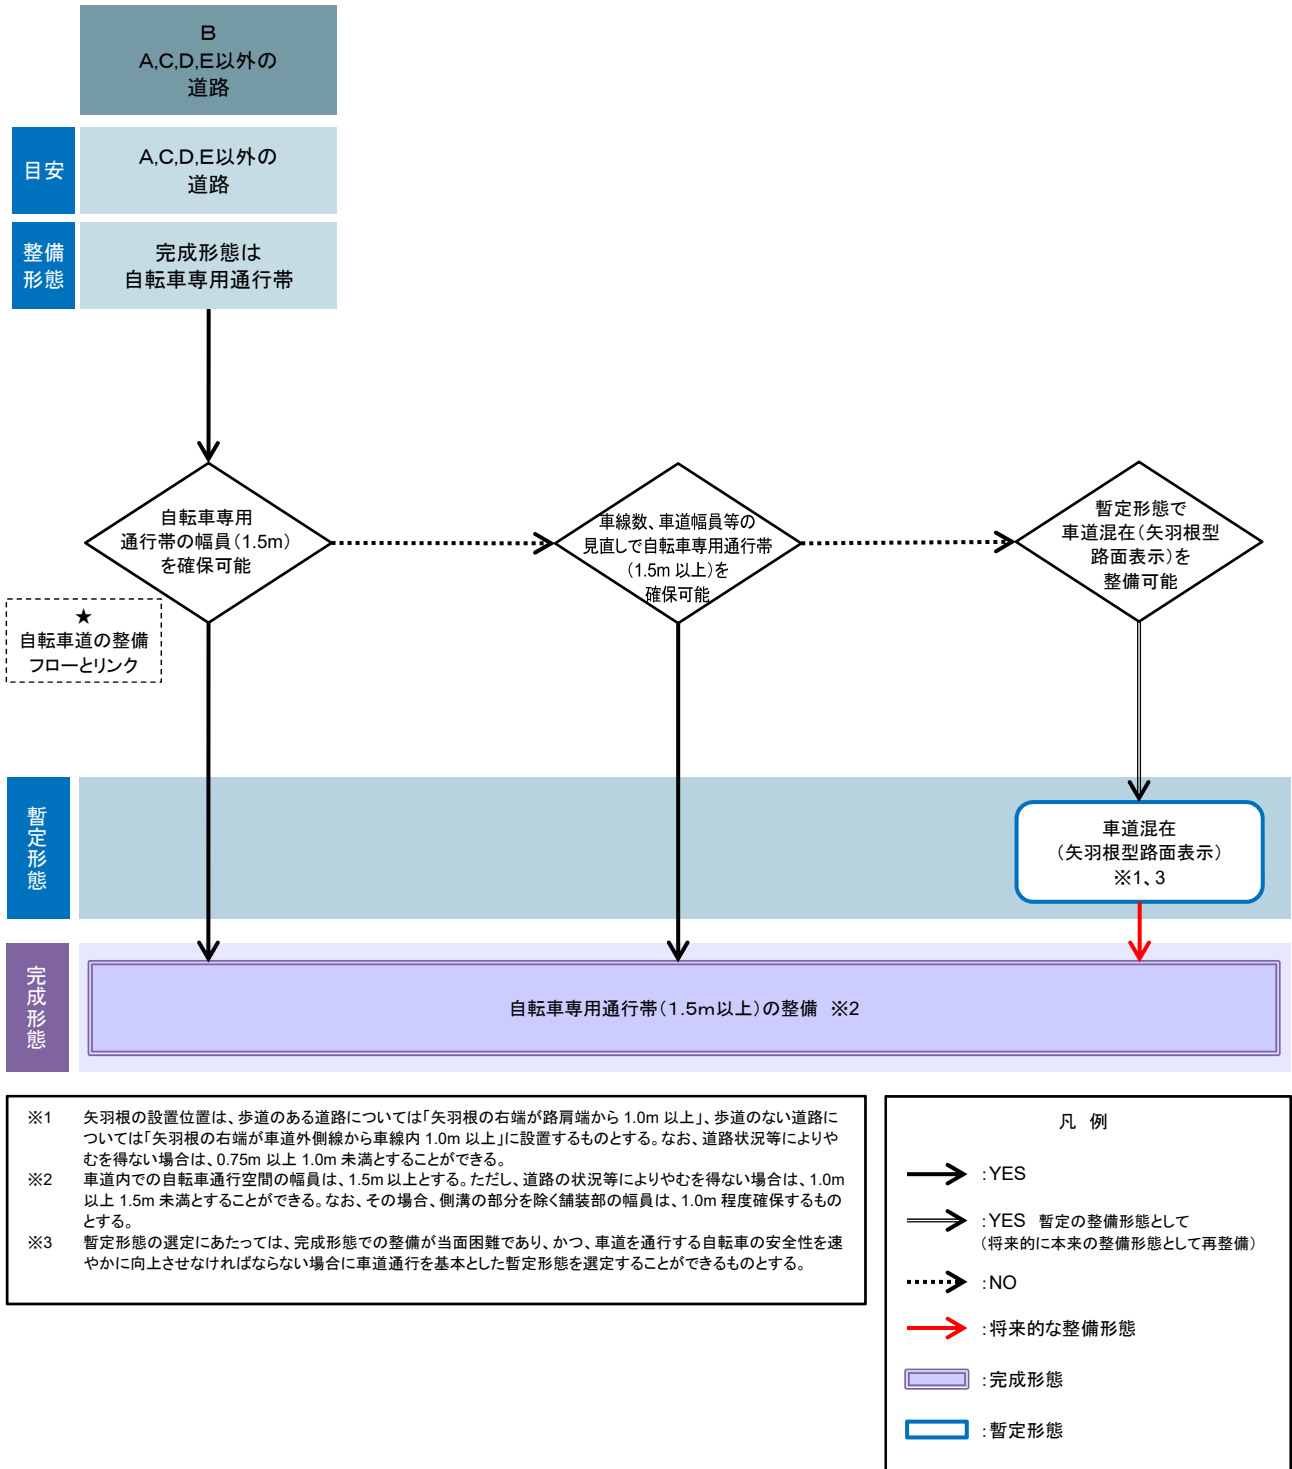 B
A,C,D,E以外の
道路
目安
A,C,D,E以外の
道路
整備
形態
完成形態は
自転車専用通行帯
自転車専用
通行帯の幅員（1.5m）
を確保可能
車線数、車道幅員等の
見直しで自転車専用通行帯
（1.5m 以上）を
確保可能
暫定形態で
車道混在（矢羽根型
路面表示）を
整備可能
★
自転車道の整備
フローとリンク
暫定形態
車道混在
（矢羽根型路面表示）
※1、3
完成形態
自転車専用通行帯（1.5m以上）の整備 ※2
※1 矢羽根の設置位置は、歩道のある道路については「矢羽根の右端が路肩端から 1.0m 以上」、歩道のない道路に
ついては「矢羽根の右端が車道外側線から車線内 1.0m 以上」に設置するものとする。なお、道路状況等によりや
むを得ない場合は、0.75m 以上 1.0m 未満とすることができる。
※2 車道内での自転車通行空間の幅員は、1.5m 以上とする。ただし、道路の状況等によりやむを得ない場合は、1.0m
以上 1.5m 未満とすることができる。なお、その場合、側溝の部分を除く舗装部の幅員は、1.0m 程度確保するもの
とする。
※3 暫定形態の選定にあたっては、完成形態での整備が当面困難であり、かつ、車道を通行する自転車の安全性を速
やかに向上させなければならない場合に車道通行を基本とした暫定形態を選定することができるものとする。
凡 例
：YES
：YES 暫定の整備形態として
（将来的に本来の整備形態として再整備）
：NO
：将来的な整備形態
：完成形態
：暫定形態